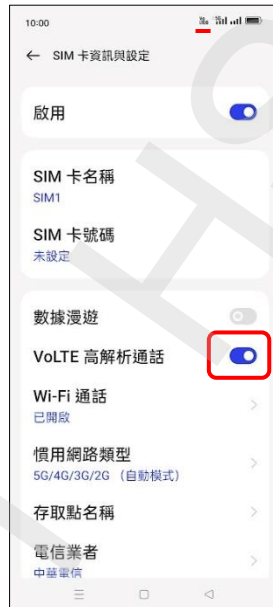 10:00
← SIM 卡資訊與設定
啟用
SIM 卡名稱
SIM1
SIM 卡號碼
未設定
數據漫遊
VoLTE 高解析通話
Wi-Fi 通話
已開啟
慣用網路類型
5G/4G/3G/2G （自動模式）
存取點名稱
電信業者
中華電信